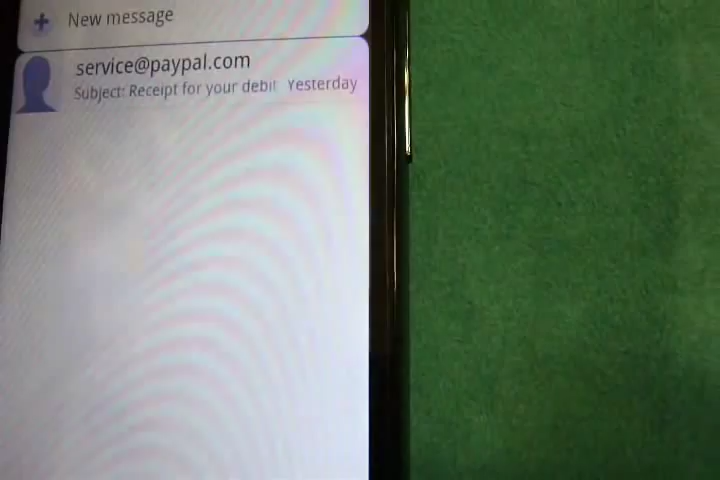 New message
service@paypal.com
Subject: Receipt for your debit Yesterday